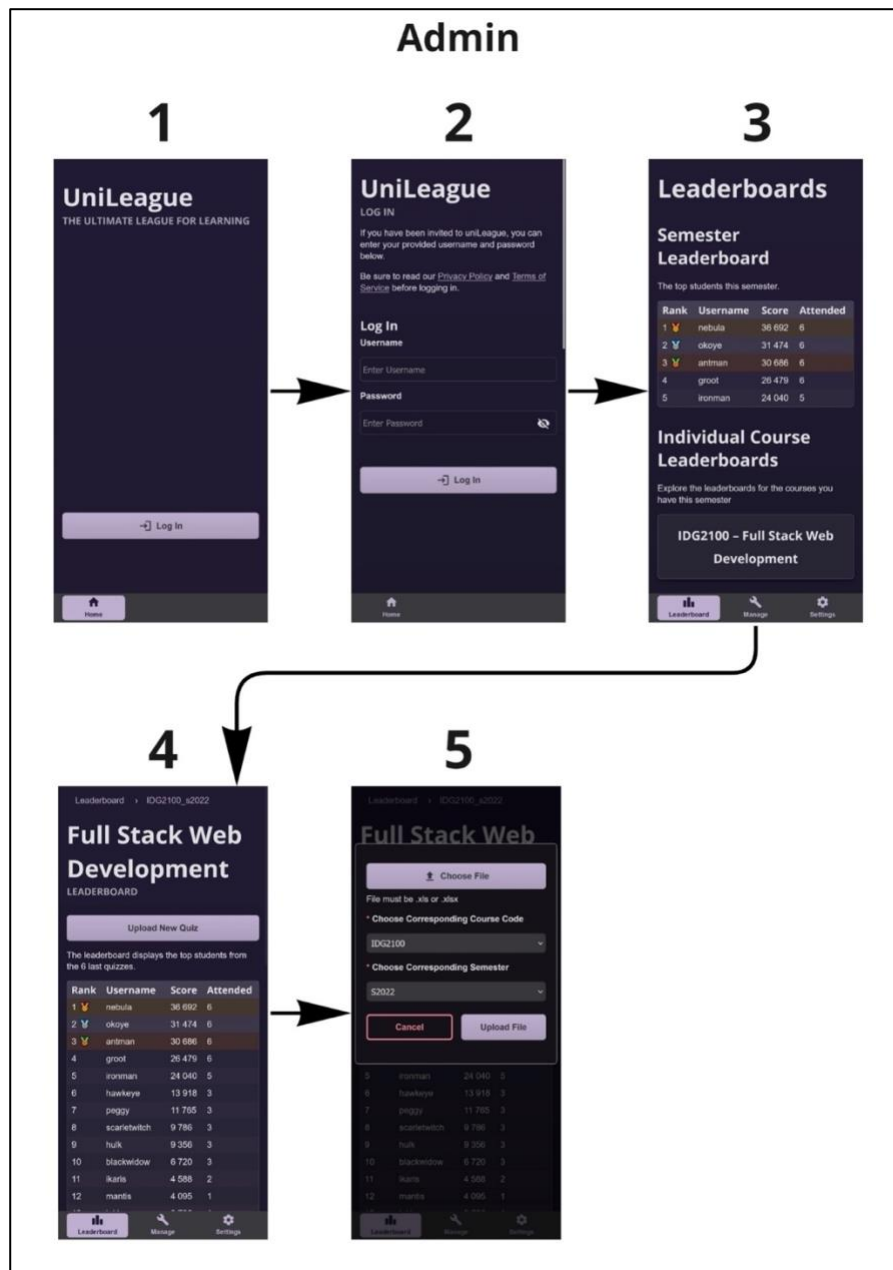 Admin
1
2
3
UniLeague
THE ULTIMATE LEAGUE FOR LEARNING
Log In
Home
UniLeague
LOG IN
If you have been invited to uniLeague, you can
enter your provided username and password
below.
Be sure to read our Privacy Policy and Terms of
Service before logging in.
Log In
Username
Enter Username
Password
Enter Password
Log In
Home
Leaderboards
Semester
Leaderboard
The top students this semester.
Rank Username Score Attended
1 nebula 36 692 6
2 okoye 31 474 6
3 antman 30 686 6
4 groot 26 479 6
5 ironman 24 040 5
Individual Course
Leaderboards
Explore the leaderboards for the courses you
have this semester
IDG2100 – Full Stack Web
Development
Leaderboard Manage Settings
4
5
Leaderboard › IDG2100_s2022
Full Stack Web
Development
LEADERBOARD
Upload New Quiz
The leaderboard displays the top students from
the 6 last quizzes.
Rank Username Score Attended
1 nebula 36 692 6
2 okoye 31 474 6
3 antman 30 686 6
4 groot 26 479 6
5 ironman 24 040 5
6 hawkeye 13 918 3
7 peggy 11 765 3
8 scarletwitch 9 786 3
9 hulk 9 356 3
10 blackwidow 6 720 3
11 ikaris 4 588 2
12 mantis 4 095 1
Leaderboard Manage Settings
Leaderboard › IDG2100_s2022
Full Stack Web
Choose File
File must be .xls or .xlsx
* Choose Corresponding Course Code
IDG2100
* Choose Corresponding Semester
S2022
Cancel Upload File
5 ironman 24 040 5
6 hawkeye 13 918 3
7 peggy 11 765 3
8 scarletwitch 9 786 3
9 hulk 9 356 3
10 blackwidow 6 720 3
11 ikaris 4 588 2
12 mantis 4 095 1
Leaderboard Manage Settings